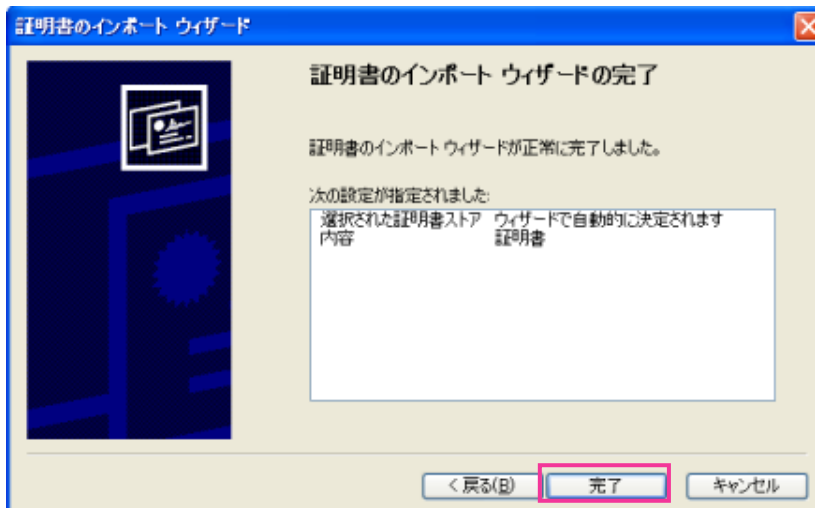 証明書のインポート ウィザード
証明書のインポート ウィザードの完了
証明書のインポート ウィザードが正常に完了しました。
次の設定が指定されました:
選択された証明書ストア ウィザードで自動的に決定されます
内容 証明書
< 戻る(B) 完了 キャンセル